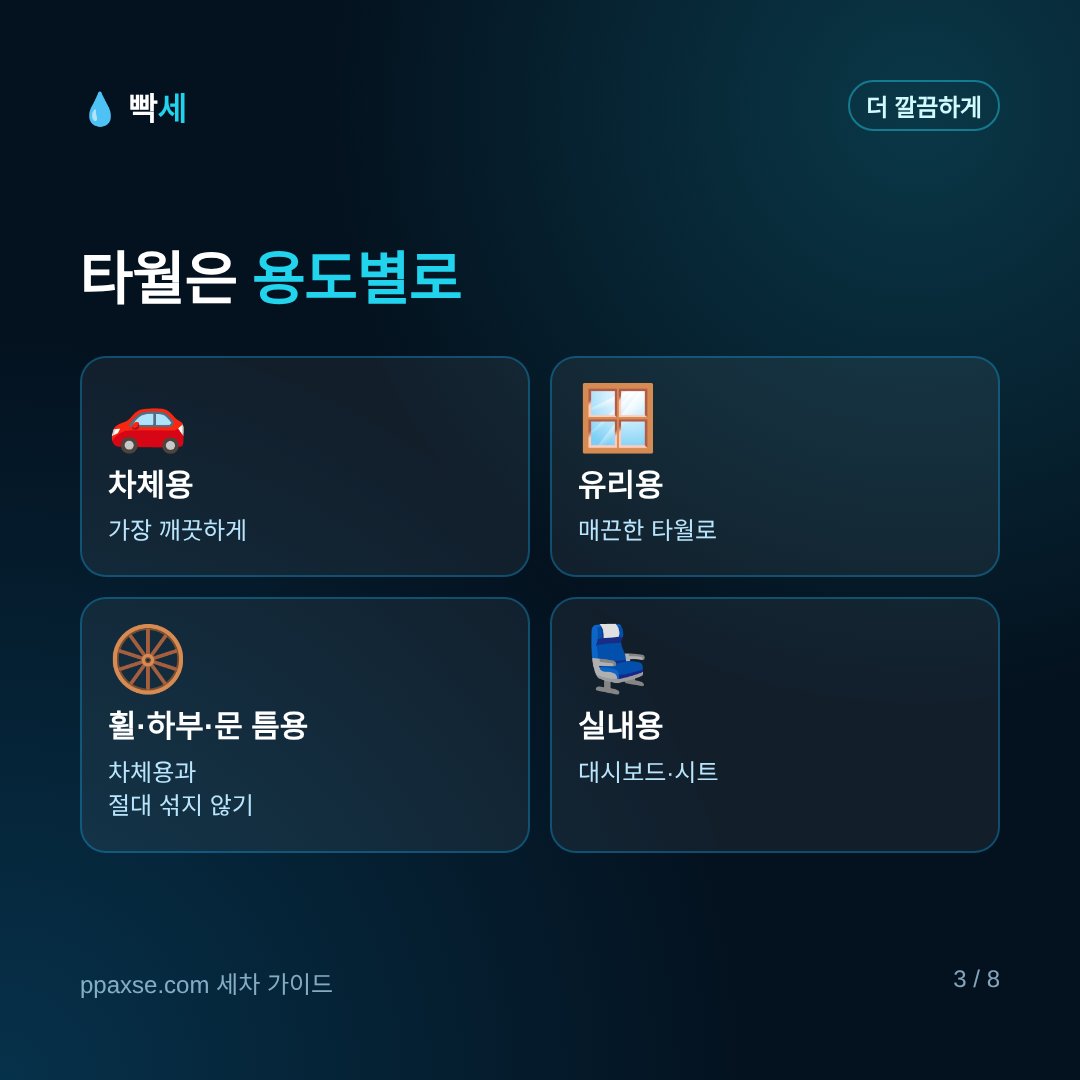 빡세
더 깔끔하게
타월은 용도별로
차체용
가장 깨끗하게
유리용
매끈한 타월로
휠·하부·문 틈용
차체용과
절대 섞지 않기
실내용
대시보드·시트
ppaxse.com 세차 가이드
3 / 8